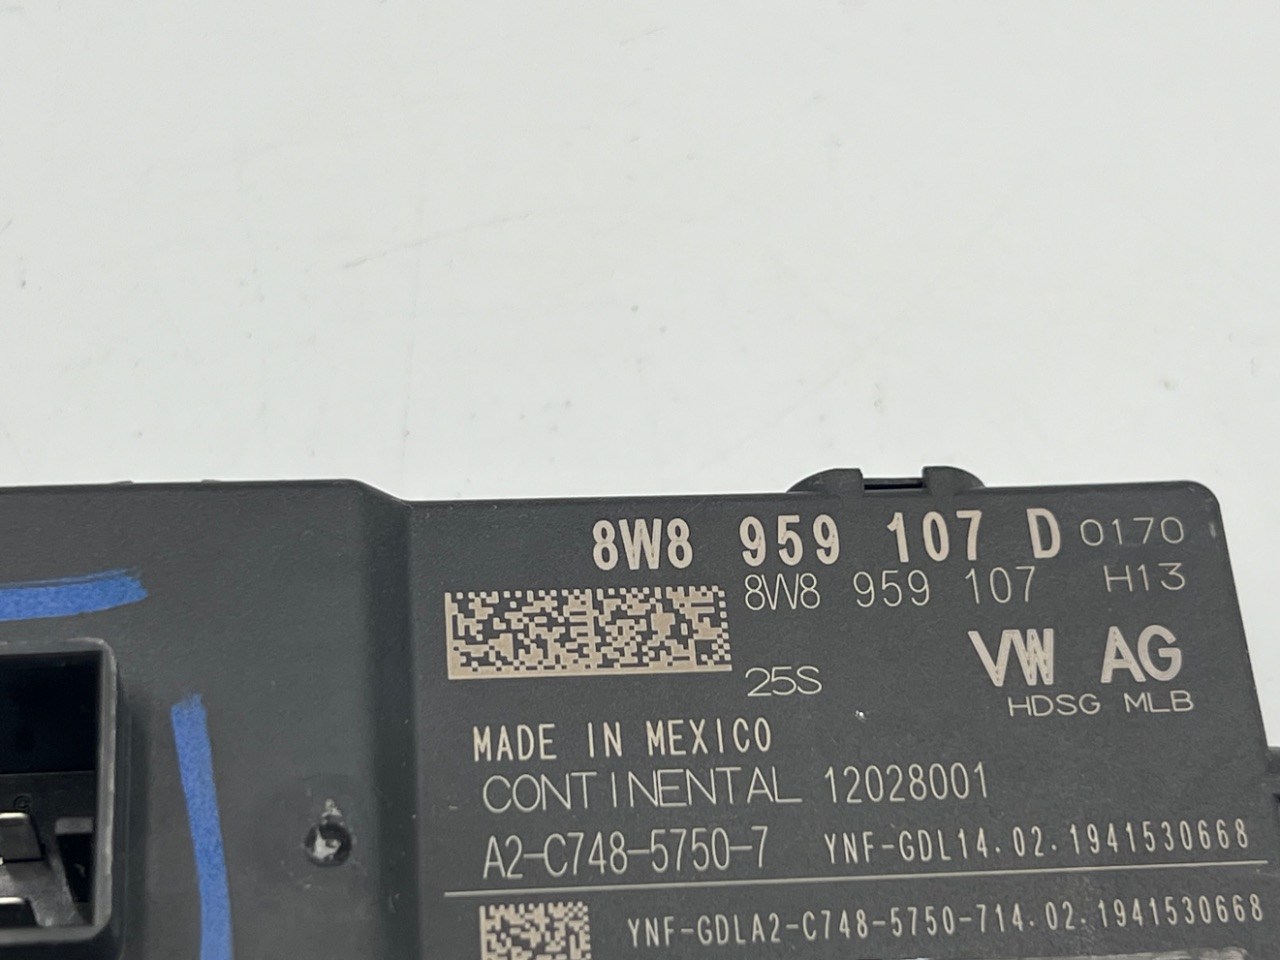 8W8 959 107 D 0170
8W8 959 107 H13
VW AG
25S
HDSG MLB
MADE IN MEXICO
CONTINENTAL 12028001
A2-C748-5750-7 YNF-GDL14.02.1941530668
YNF-GDLA2-C748-5750-714.02.1941530668